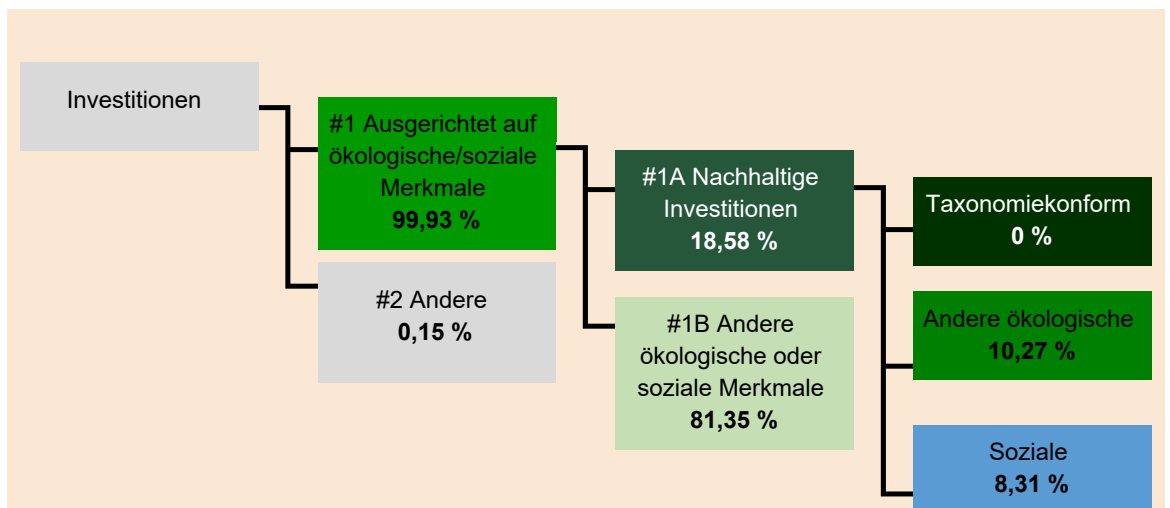 Investitionen
#1 Ausgerichtet auf
ökologische/soziale
Merkmale
99,93 %
#2 Andere
0,15 %
#1A Nachhaltige
Investitionen
18,58 %
#1B Andere
ökologische oder
soziale Merkmale
81,35 %
Taxonomiekonform
0 %
Andere ökologische
10,27 %
Soziale
8,31 %